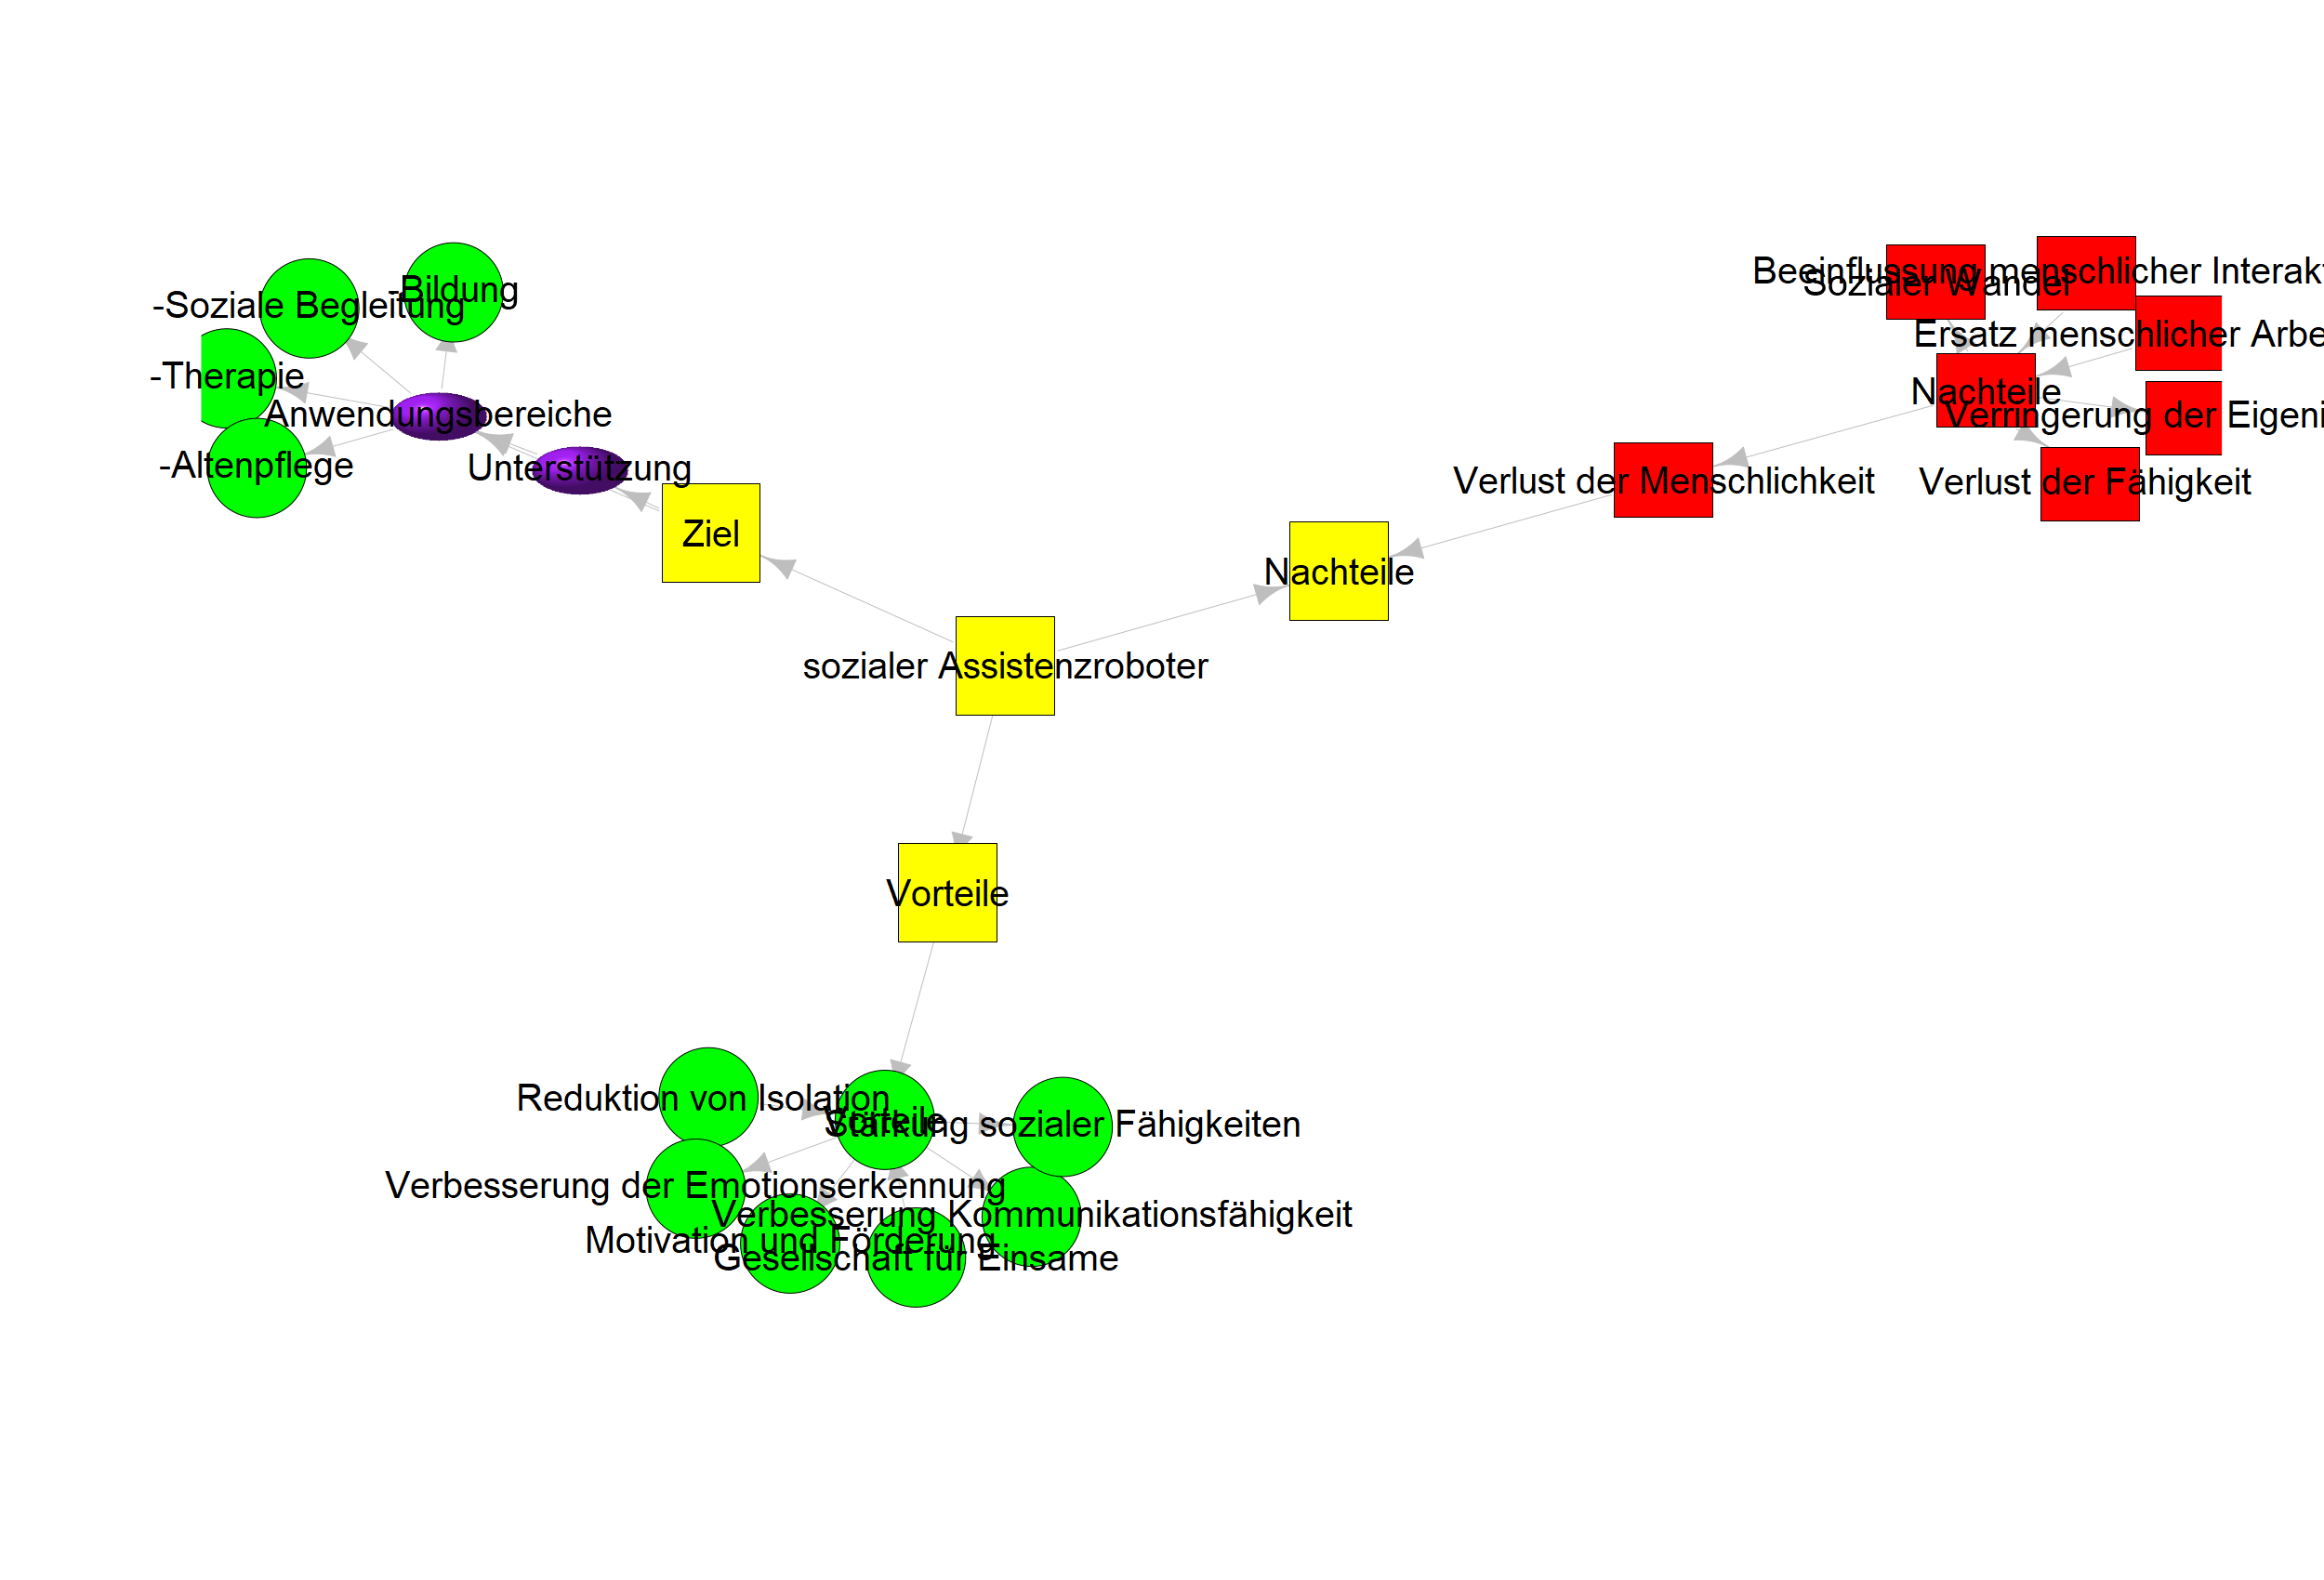 -Bildung
-Soziale Begleitung
-Therapie
Anwendungsbereiche
-Altenpflege
Unterstützung
Ziel
Beeinflussung menschlicher Interakt
Sozialer Wandel
Ersatz menschlicher Arbe
Nachteile
Verringerung der Eigeni
Verlust der Fähigkeit
Verlust der Menschlichkeit
Nachteile
sozialer Assistenzroboter
Vorteile
Reduktion von Isolation
Vorteile
Stärkung sozialer Fähigkeiten
Verbesserung der Emotionserkennung
Verbesserung Kommunikationsfähigkeit
Motivation und Förderung
Gesellschaft für Einsame